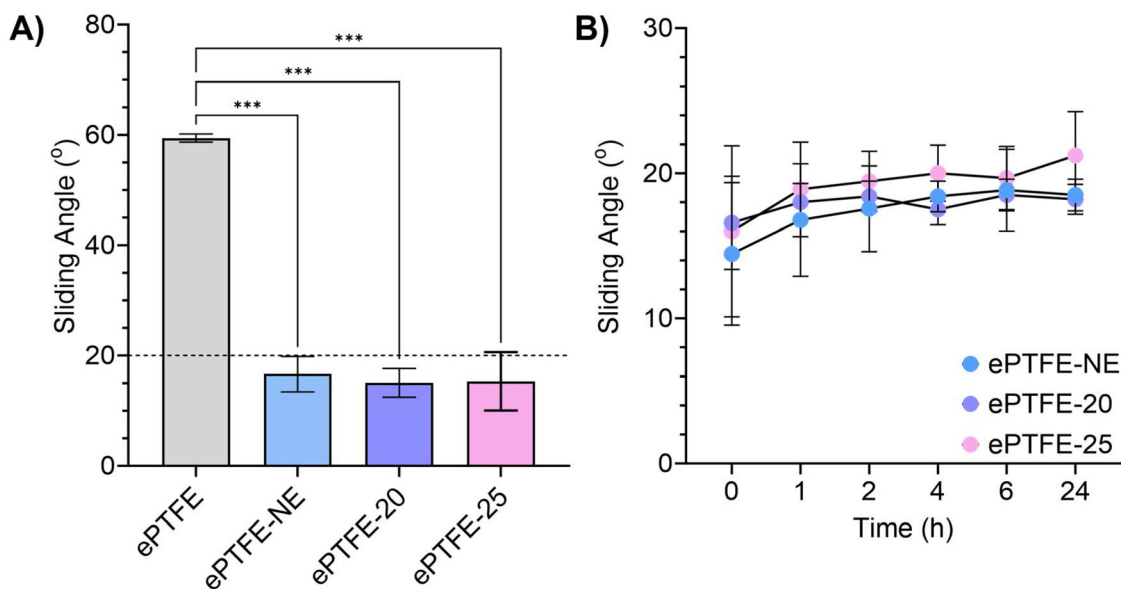 A)
Sliding Angle (°)
80
60
40
20
0
***
***
***
ePTFE
ePTFE-NE
ePTFE-20
ePTFE-25
B)
Sliding Angle (°)
30
20
10
0
ePTFE-NE
ePTFE-20
ePTFE-25
0 1 2 4 6 24
Time (h)